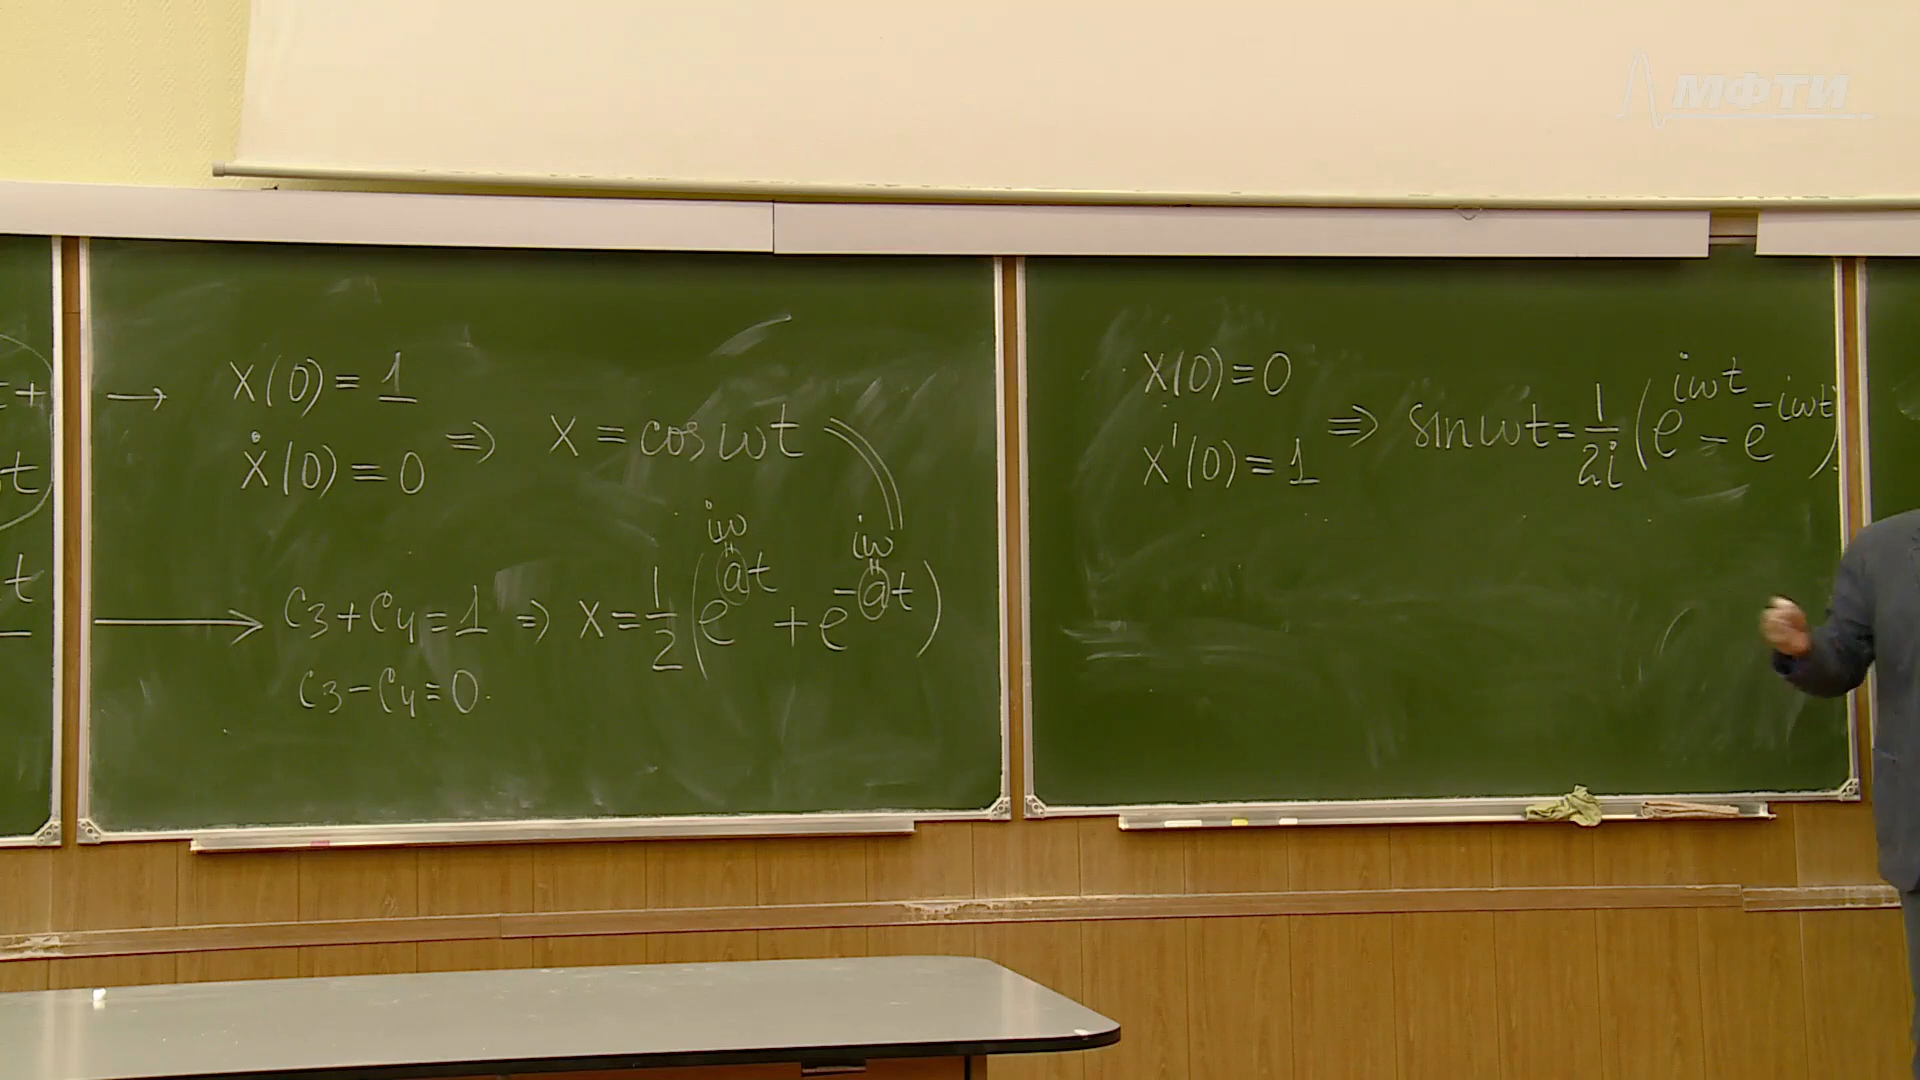 МФТИ
t+
ωt)
t
→ x(0) = 1
ẋ(0) = 0
⇒ x = cos ωt
iω iω
→ C₃ + C₄ = 1 ⇒ x = 1/2 (e^{at} + e^{-at})
C₃ - C₄ = 0.
x(0) = 0
x'(0) = 1
⇒ sin ωt = 1/2i (e^{iωt} - e^{-iωt})